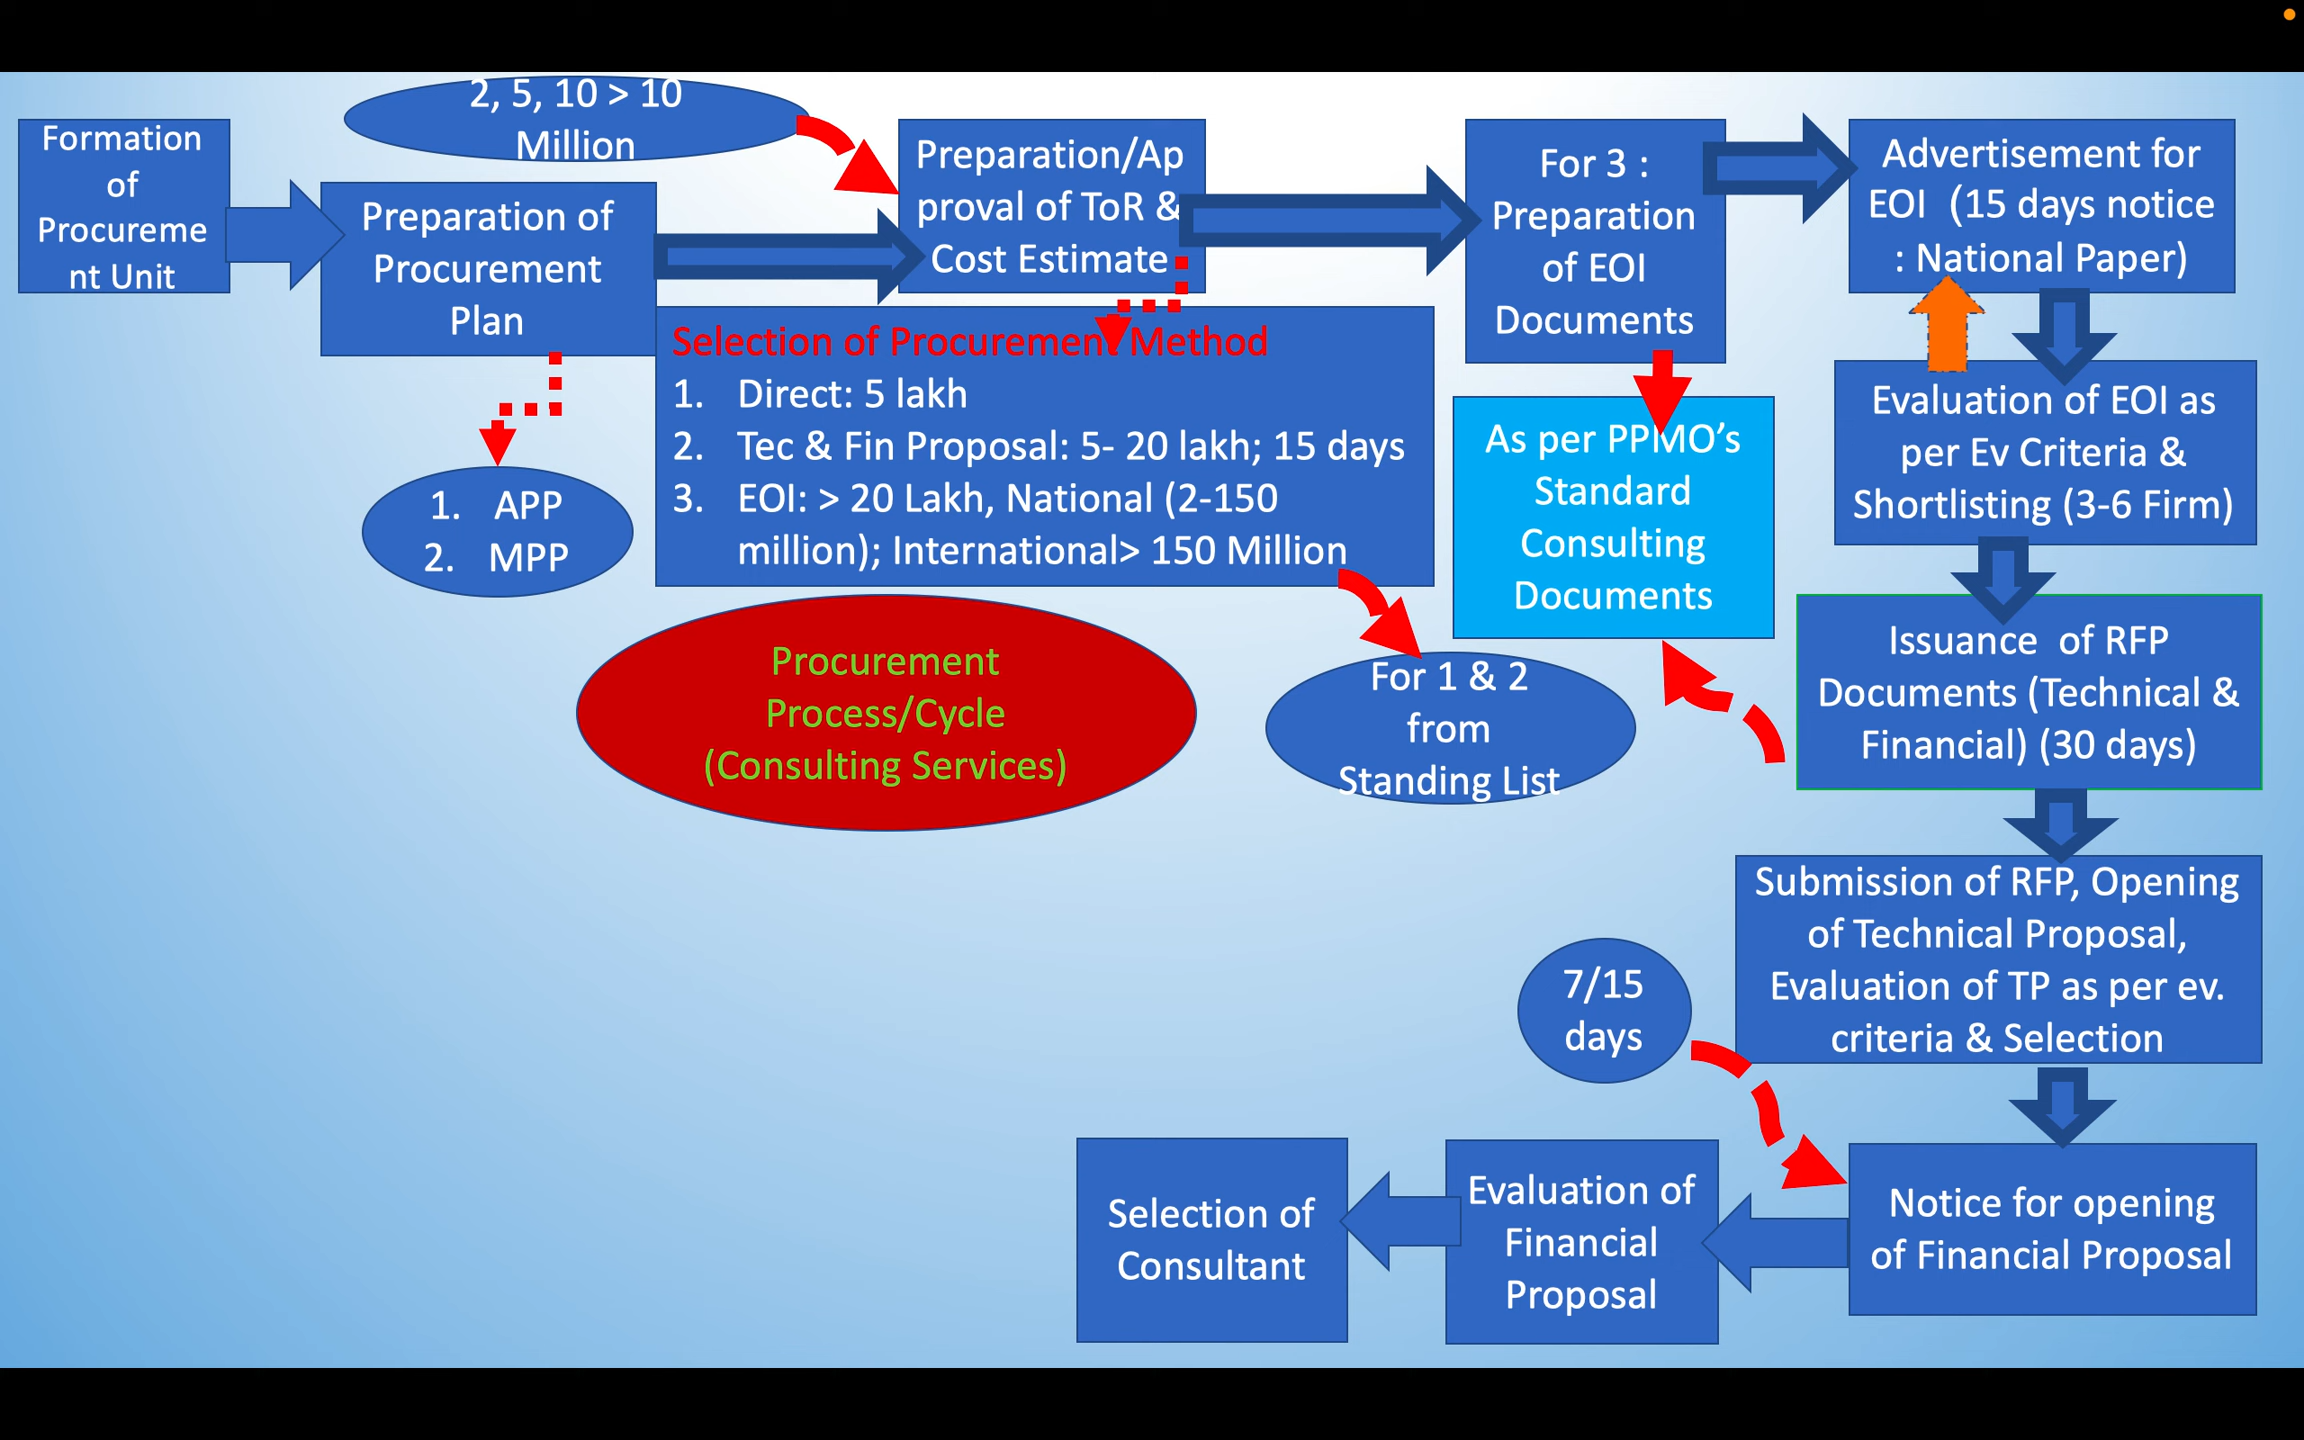 Formation
of
Procureme
nt Unit
2, 5, 10 > 10
Million
Preparation of
Procurement
Plan
1. APP
2. MPP
Preparation/Ap
proval of ToR &
Cost Estimate
Selection of Procurement Method
1. Direct: 5 lakh
2. Tec & Fin Proposal: 5- 20 lakh; 15 days
3. EOI: > 20 Lakh, National (2-150
million); International> 150 Million
For 1 & 2
from
Standing List
Procurement
Process/Cycle
(Consulting Services)
For 3 :
Preparation
of EOI
Documents
As per PPMO’s
Standard
Consulting
Documents
Advertisement for
EOI (15 days notice
: National Paper)
Evaluation of EOI as
per Ev Criteria &
Shortlisting (3-6 Firm)
Issuance of RFP
Documents (Technical &
Financial) (30 days)
Submission of RFP, Opening
of Technical Proposal,
Evaluation of TP as per ev.
criteria & Selection
7/15
days
Notice for opening
of Financial Proposal
Evaluation of
Financial
Proposal
Selection of
Consultant